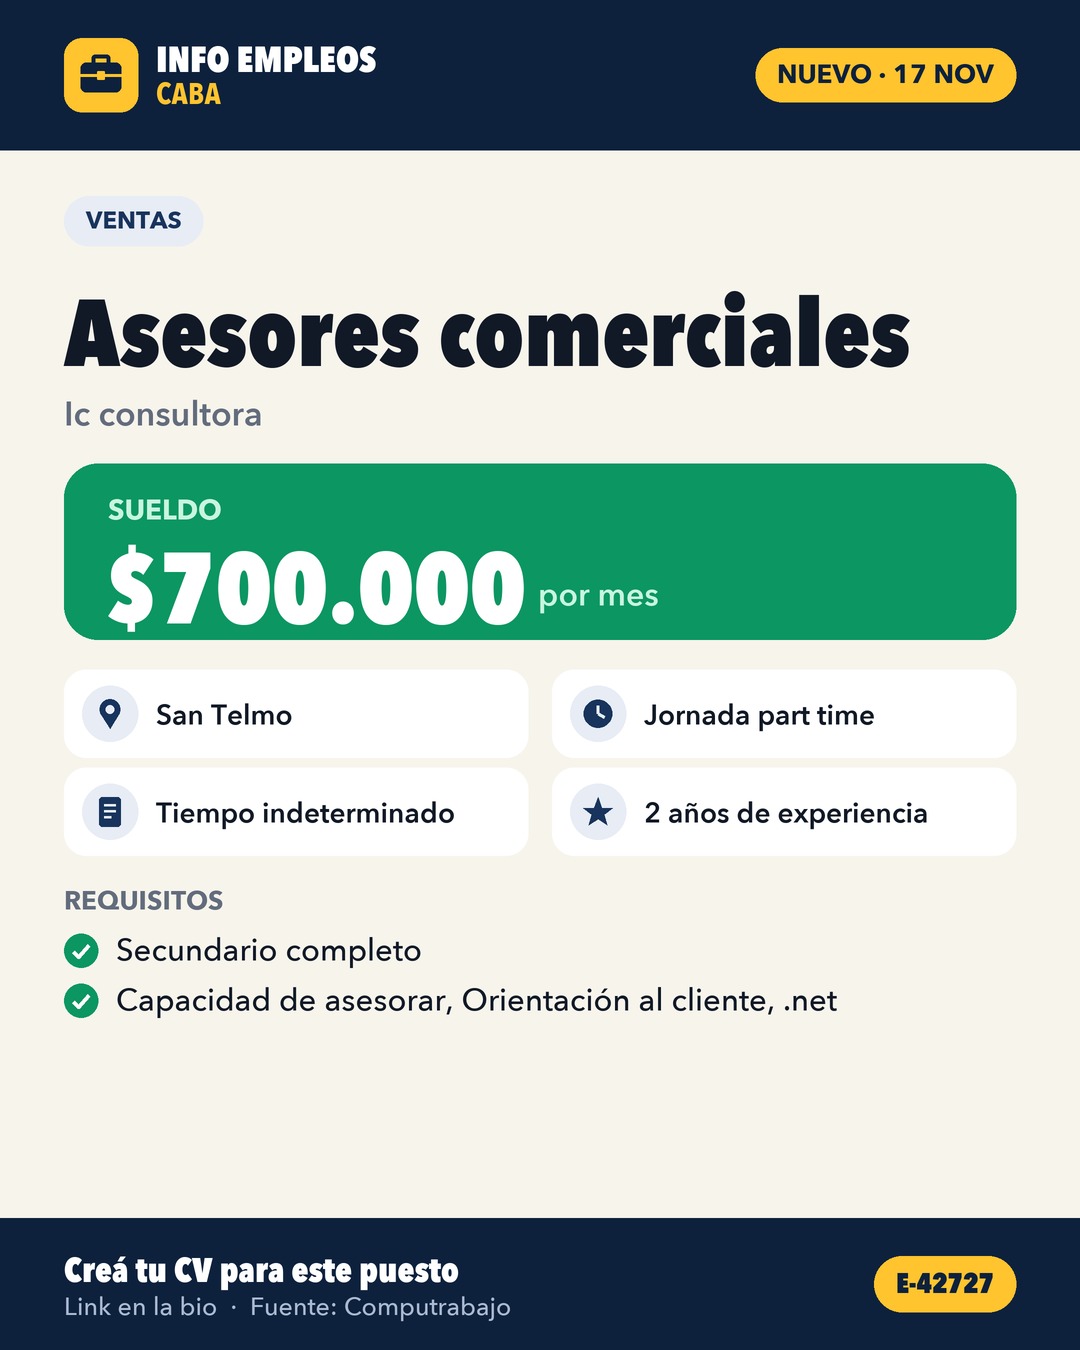 INFO EMPLEOS
CABA
NUEVO · 17 NOV
VENTAS
Asesores comerciales
Ic consultora
SUELDO
$700.000 por mes
San Telmo
Jornada part time
Tiempo indeterminado
2 años de experiencia
REQUISITOS
Secundario completo
Capacidad de asesorar, Orientación al cliente, .net
Creá tu CV para este puesto
Link en la bio · Fuente: Computrabajo
E-42727